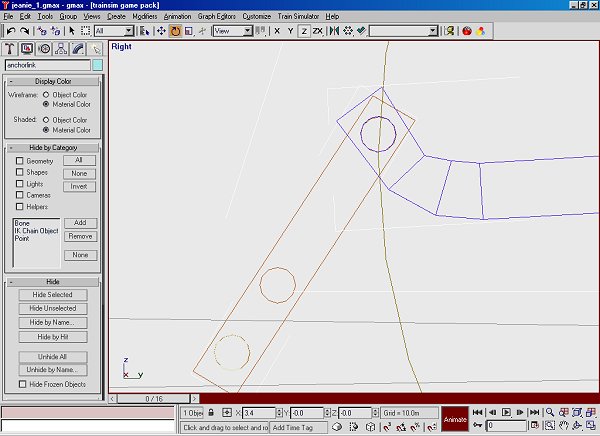 jeanie_1.gmax - gmax - [trainsim game pack]
File Edit Tools Group Views Create Modifiers Animation Graph Editors Customize Train Simulator Help
All View X Y Z ZX
Right
anchorlink.
- Display Color
Wireframe: Object Color
Material Color
Shaded: Object Color
Material Color
- Hide by Category
Geometry All
Shapes None
Lights Invert
Cameras
Helpers
Bone Add
IK Chain Object Remove
Point
None
- Hide
Hide Selected
Hide Unselected
Hide by Name...
Hide by Hit
Unhide All
Unhide by Name...
Hide Frozen Objects
z
x y
0 / 16
1 Objec X: 3.4 Y: -0.0 Z: -0.0 Grid = 10.0m Animate
Click and drag to select and ro Add Time Tag 0